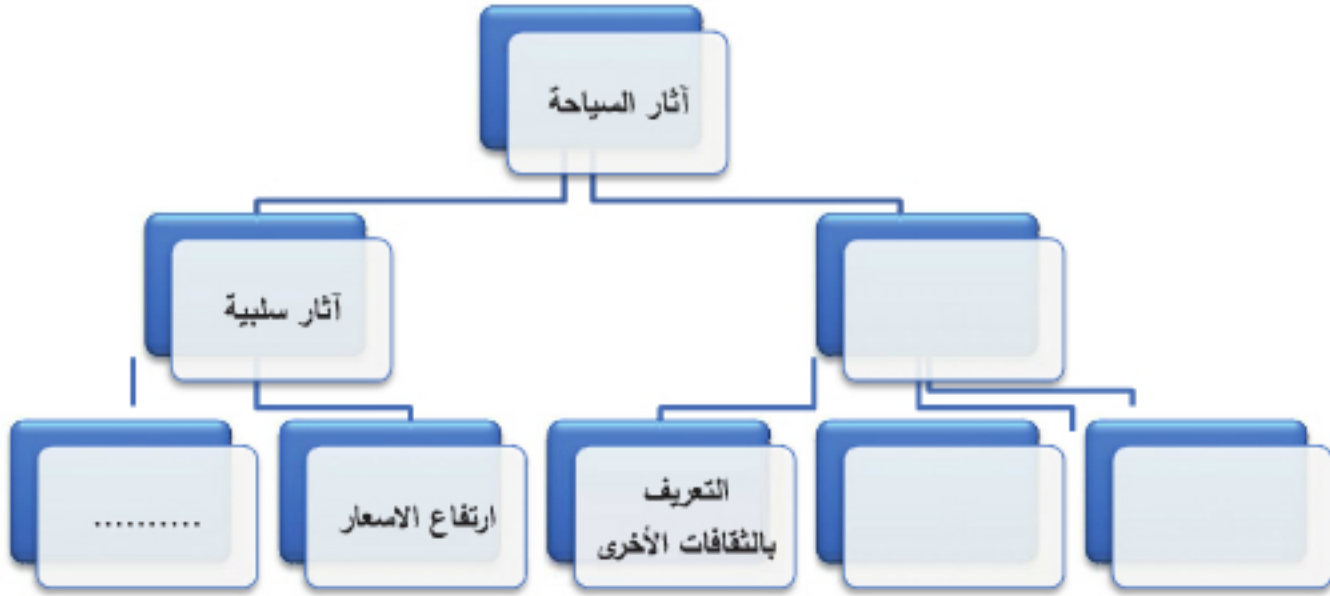 آثار السياحة
آثار سلبية
التعريف
بالثقافات الأخرى
ارتفاع الاسعار
..........